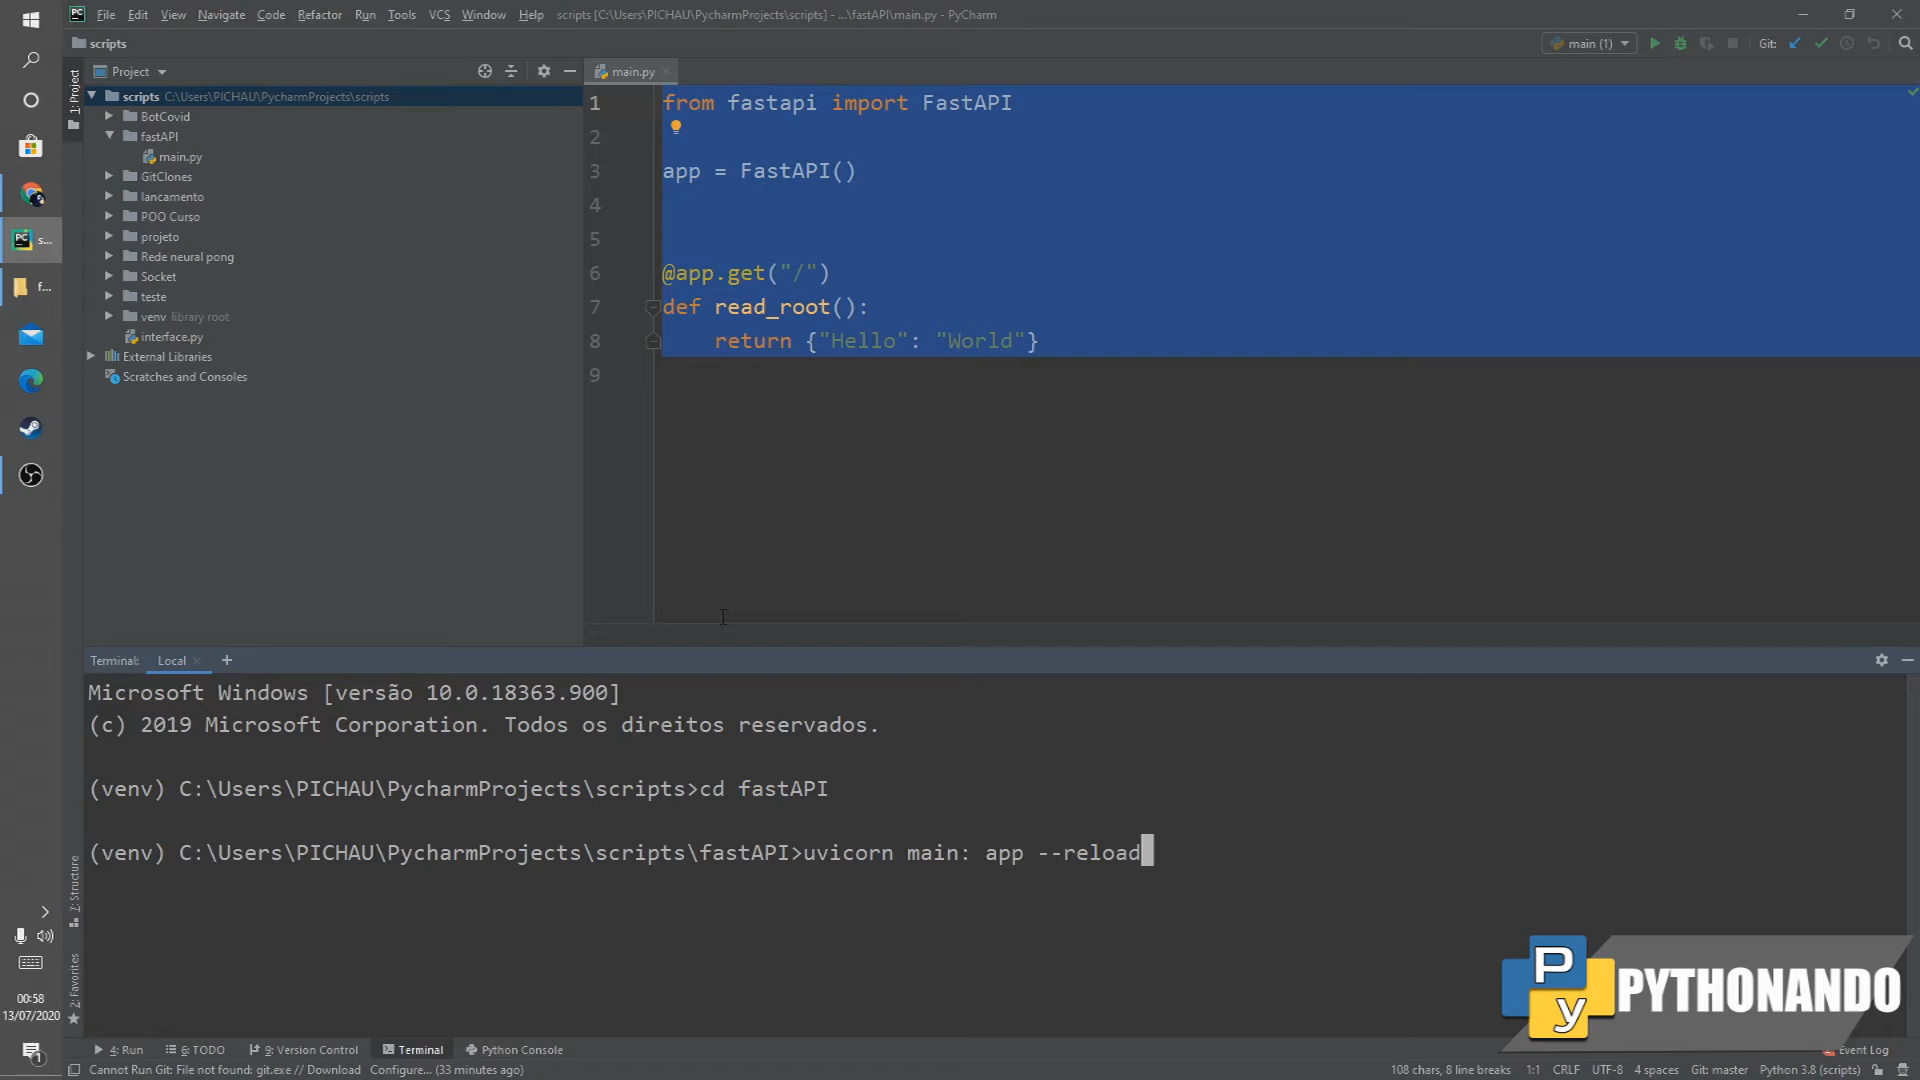 File Edit View Navigate Code Refactor Run Tools VCS Window Help scripts [C:\Users\PICHAU\PycharmProjects\scripts] - ...\fastAPI\main.py - PyCharm
scripts
main (1)
Git:
Project
main.py
1: Project
scripts C:\Users\PICHAU\PycharmProjects\scripts
BotCovid
fastAPI
main.py
GitClones
lancamento
POO Curso
projeto
Rede neural pong
Socket
teste
venv library root
interface.py
External Libraries
Scratches and Consoles
PC s...
f...
1 from fastapi import FastAPI
2
3 app = FastAPI()
4
5
6 @app.get("/")
7 def read_root():
8 return {"Hello": "World"}
9
Terminal: Local +
Microsoft Windows [versão 10.0.18363.900]
(c) 2019 Microsoft Corporation. Todos os direitos reservados.
(venv) C:\Users\PICHAU\PycharmProjects\scripts>cd fastAPI
(venv) C:\Users\PICHAU\PycharmProjects\scripts\fastAPI>uvicorn main: app --reload
7: Structure
2: Favorites
00:58
13/07/2020
1
Py
PYTHONANDO
4: Run 6: TODO 9: Version Control Terminal Python Console Event Log
Cannot Run Git: File not found: git.exe // Download Configure... (33 minutes ago)
108 chars, 8 line breaks 1:1 CRLF UTF-8 4 spaces Git: master Python 3.8 (scripts)